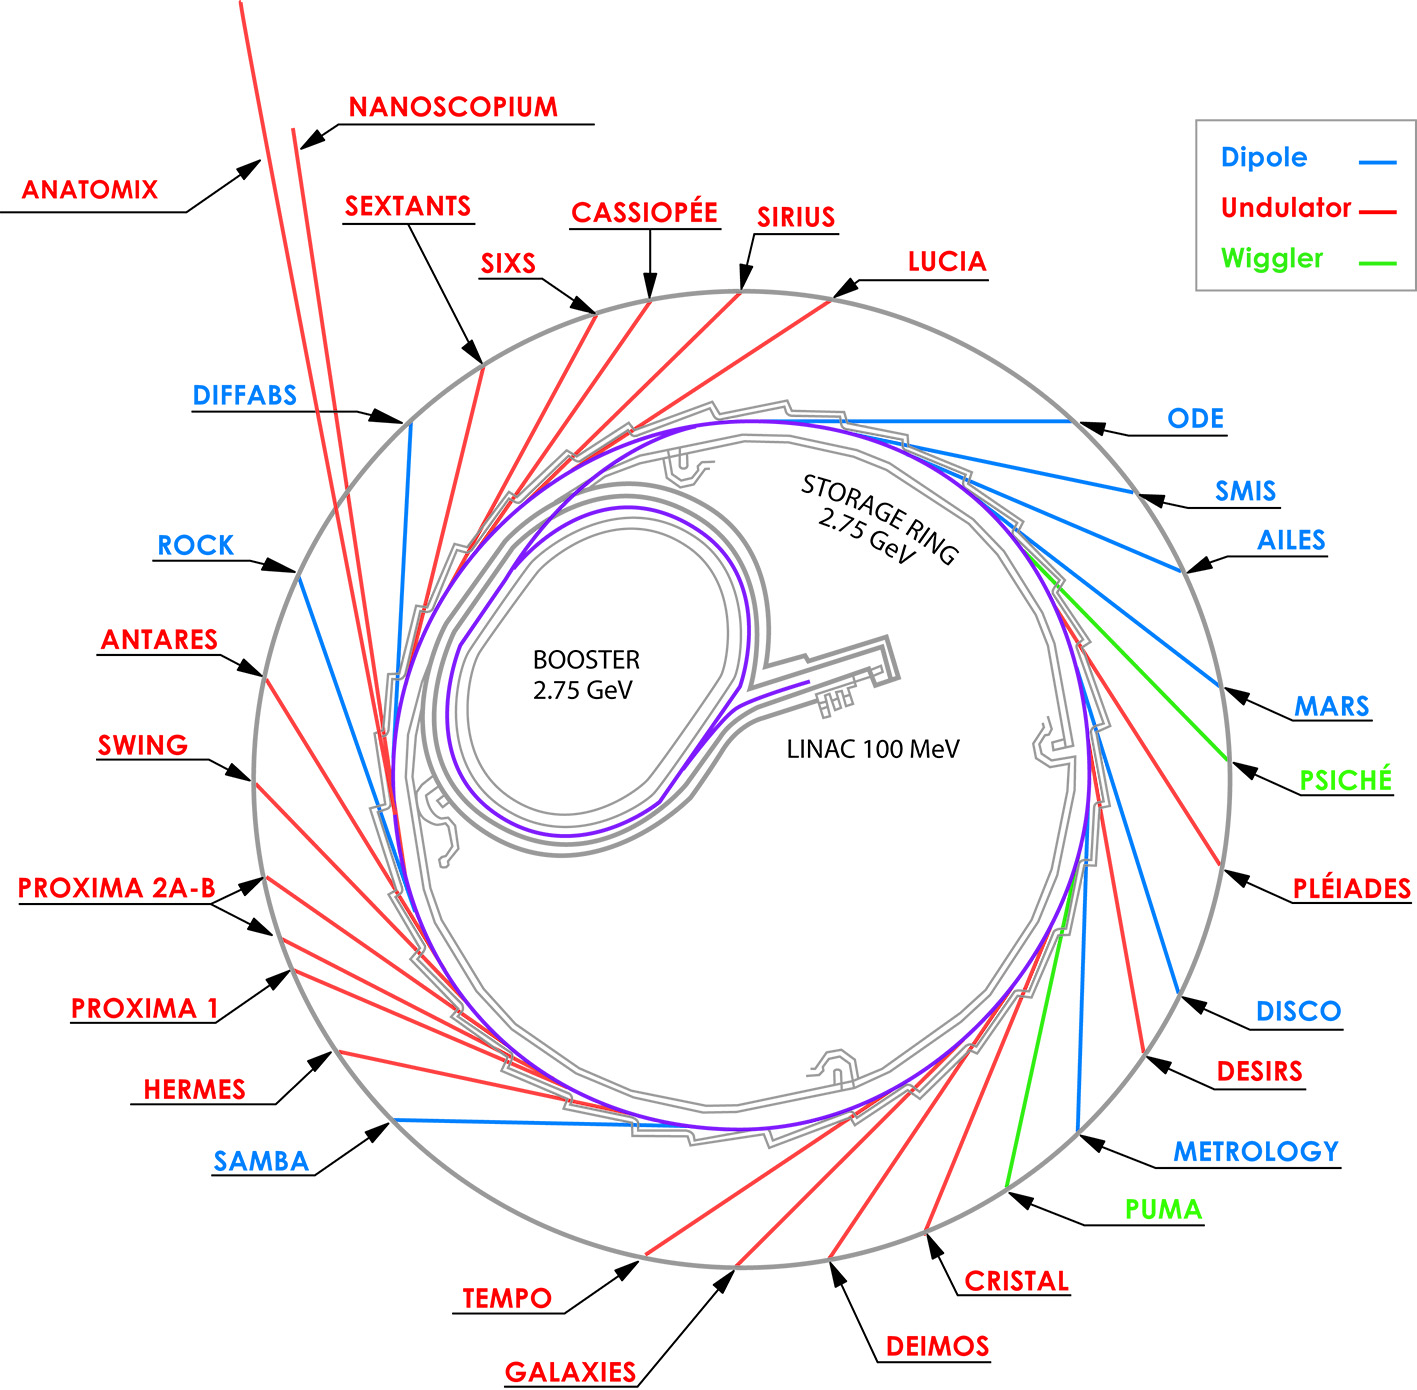 NANOSCOPIUM
ANATOMIX
SEXTANTS
CASSIOPÉE
SIRIUS
SIXS
LUCIA
Dipole
Undulator
Wiggler
DIFFABS
ODE
SMIS
ROCK
AILES
STORAGE RING
2.75 GeV
ANTARES
BOOSTER
2.75 GeV
MARS
SWING
LINAC 100 MeV
PSICHÉ
PROXIMA 2A-B
PLÉIADES
PROXIMA 1
DISCO
HERMES
DESIRS
SAMBA
METROLOGY
PUMA
TEMPO
CRISTAL
GALAXIES
DEIMOS